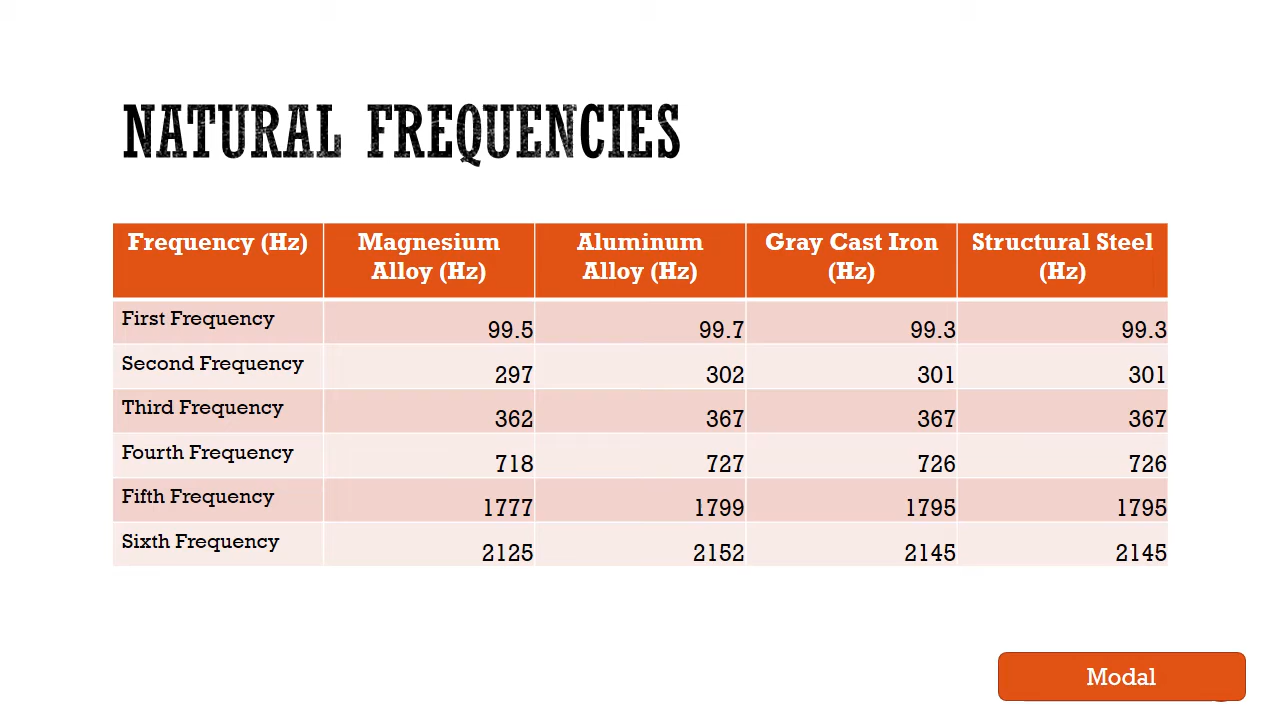 NATURAL FREQUENCIES
Frequency (Hz) Magnesium Alloy (Hz) Aluminum Alloy (Hz) Gray Cast Iron (Hz) Structural Steel (Hz)
First Frequency 99.5 99.7 99.3 99.3
Second Frequency 297 302 301 301
Third Frequency 362 367 367 367
Fourth Frequency 718 727 726 726
Fifth Frequency 1777 1799 1795 1795
Sixth Frequency 2125 2152 2145 2145
Modal